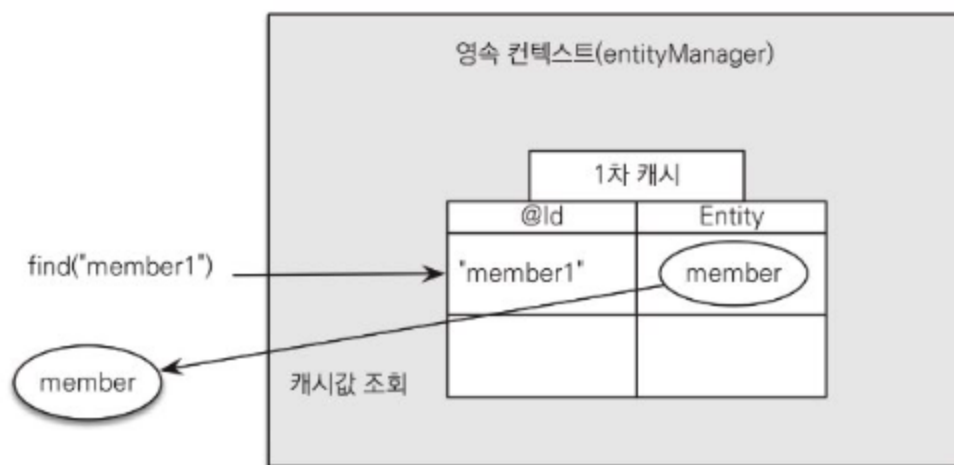 영속 컨텍스트(entityManager)
1차 캐시
@Id
Entity
find("member1")
"member1"
member
member
캐시값 조회